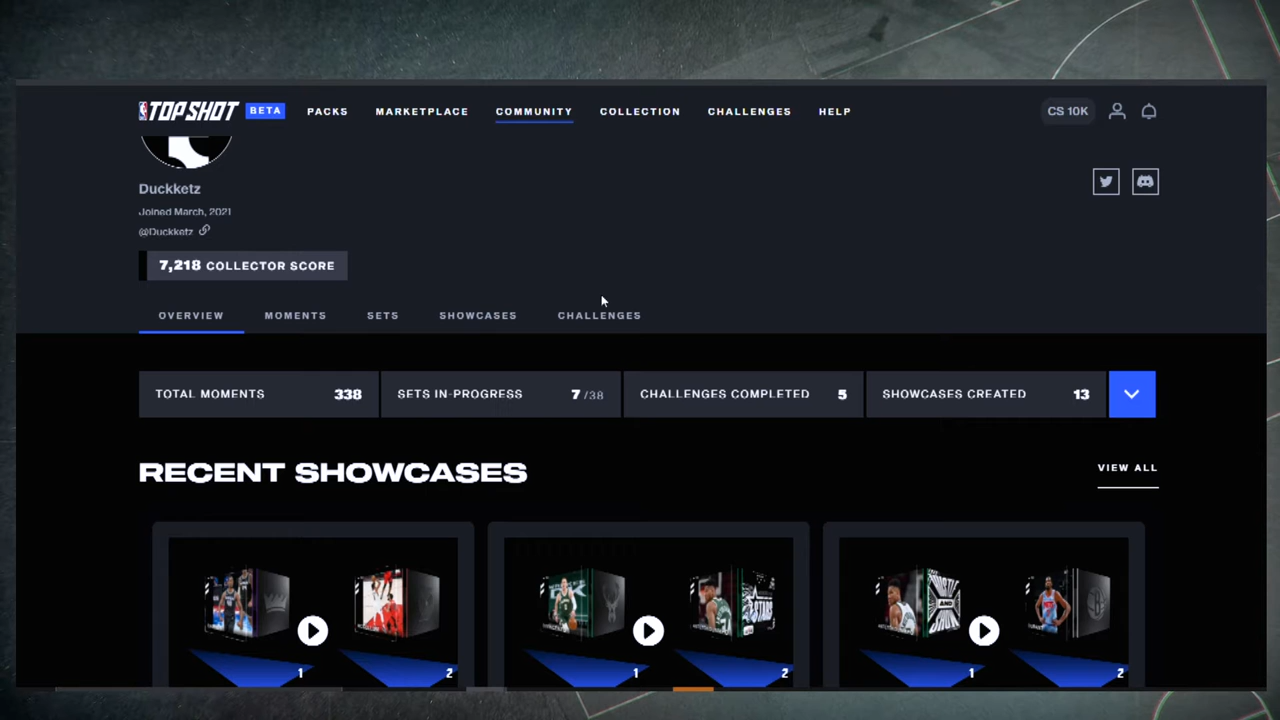 TOP SHOT BETA PACKS MARKETPLACE COMMUNITY COLLECTION CHALLENGES HELP CS 10K
Duckketz
Joined March, 2021
@Duckketz
7,218 COLLECTOR SCORE
OVERVIEW MOMENTS SETS SHOWCASES CHALLENGES
TOTAL MOMENTS 338 SETS IN-PROGRESS 7 /38 CHALLENGES COMPLETED 5 SHOWCASES CREATED 13
RECENT SHOWCASES VIEW ALL
1 2 1 2 1 2